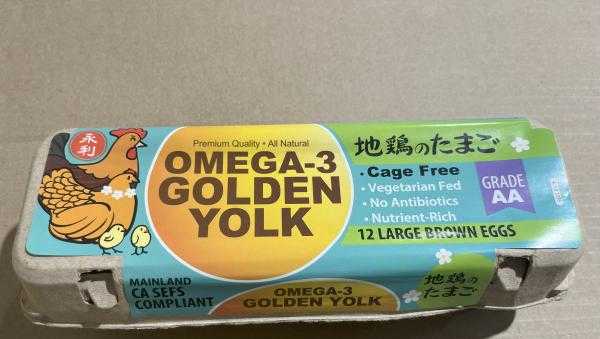 永
利
Premium Quality • All Natural
OMEGA-3
GOLDEN
YOLK
地鶏のたまご
• Cage Free
• Vegetarian Fed
• No Antibiotics
• Nutrient-Rich
GRADE
AA
12 LARGE BROWN EGGS
MAINLAND
CA SEFS
COMPLIANT
OMEGA-3
GOLDEN YOLK
地鶏の
たまご